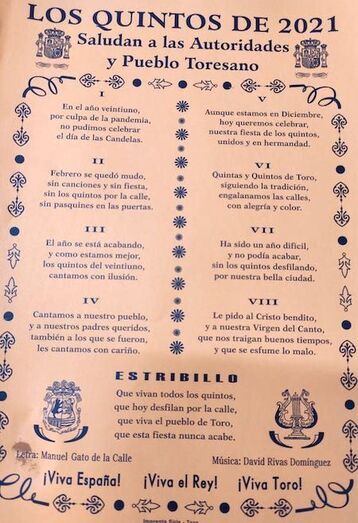 LOS QUINTOS DE 2021
Saludan a las Autoridades
y Pueblo Toresano
I
En el año veintiuno,
por culpa de la pandemia,
no pudimos celebrar
el día de las Candelas.
II
Febrero se quedó mudo,
sin canciones y sin fiesta,
sin los quintos por la calle,
sin pasquines en las puertas.
III
El año se está acabando,
y como estamos mejor,
los quintos del veintiuno,
cantamos con ilusión.
IV
Cantamos a nuestro pueblo,
y a nuestros padres queridos,
también a los que se fueron,
les cantamos con cariño.
V
Aunque estamos en Diciembre,
hoy queremos celebrar,
nuestra fiesta de los quintos,
unidos y en hermandad.
VI
Quintas y Quintos de Toro,
siguiendo la tradición,
engalanamos las calles,
con alegría y color.
VII
Ha sido un año difícil,
y no podía acabar,
sin los quintos desfilando,
por nuestra bella ciudad.
VIII
Le pido al Cristo bendito,
y a nuestra Virgen del Canto,
que nos traigan buenos tiempos,
y que se esfume lo malo.
ESTRIBILLO
Que vivan todos los quintos,
que hoy desfilan por la calle,
que viva el pueblo de Toro,
que esta fiesta nunca acabe.
Letra: Manuel Gato de la Calle
Música: David Rivas Domínguez
¡Viva España! ¡Viva el Rey! ¡Viva Toro!